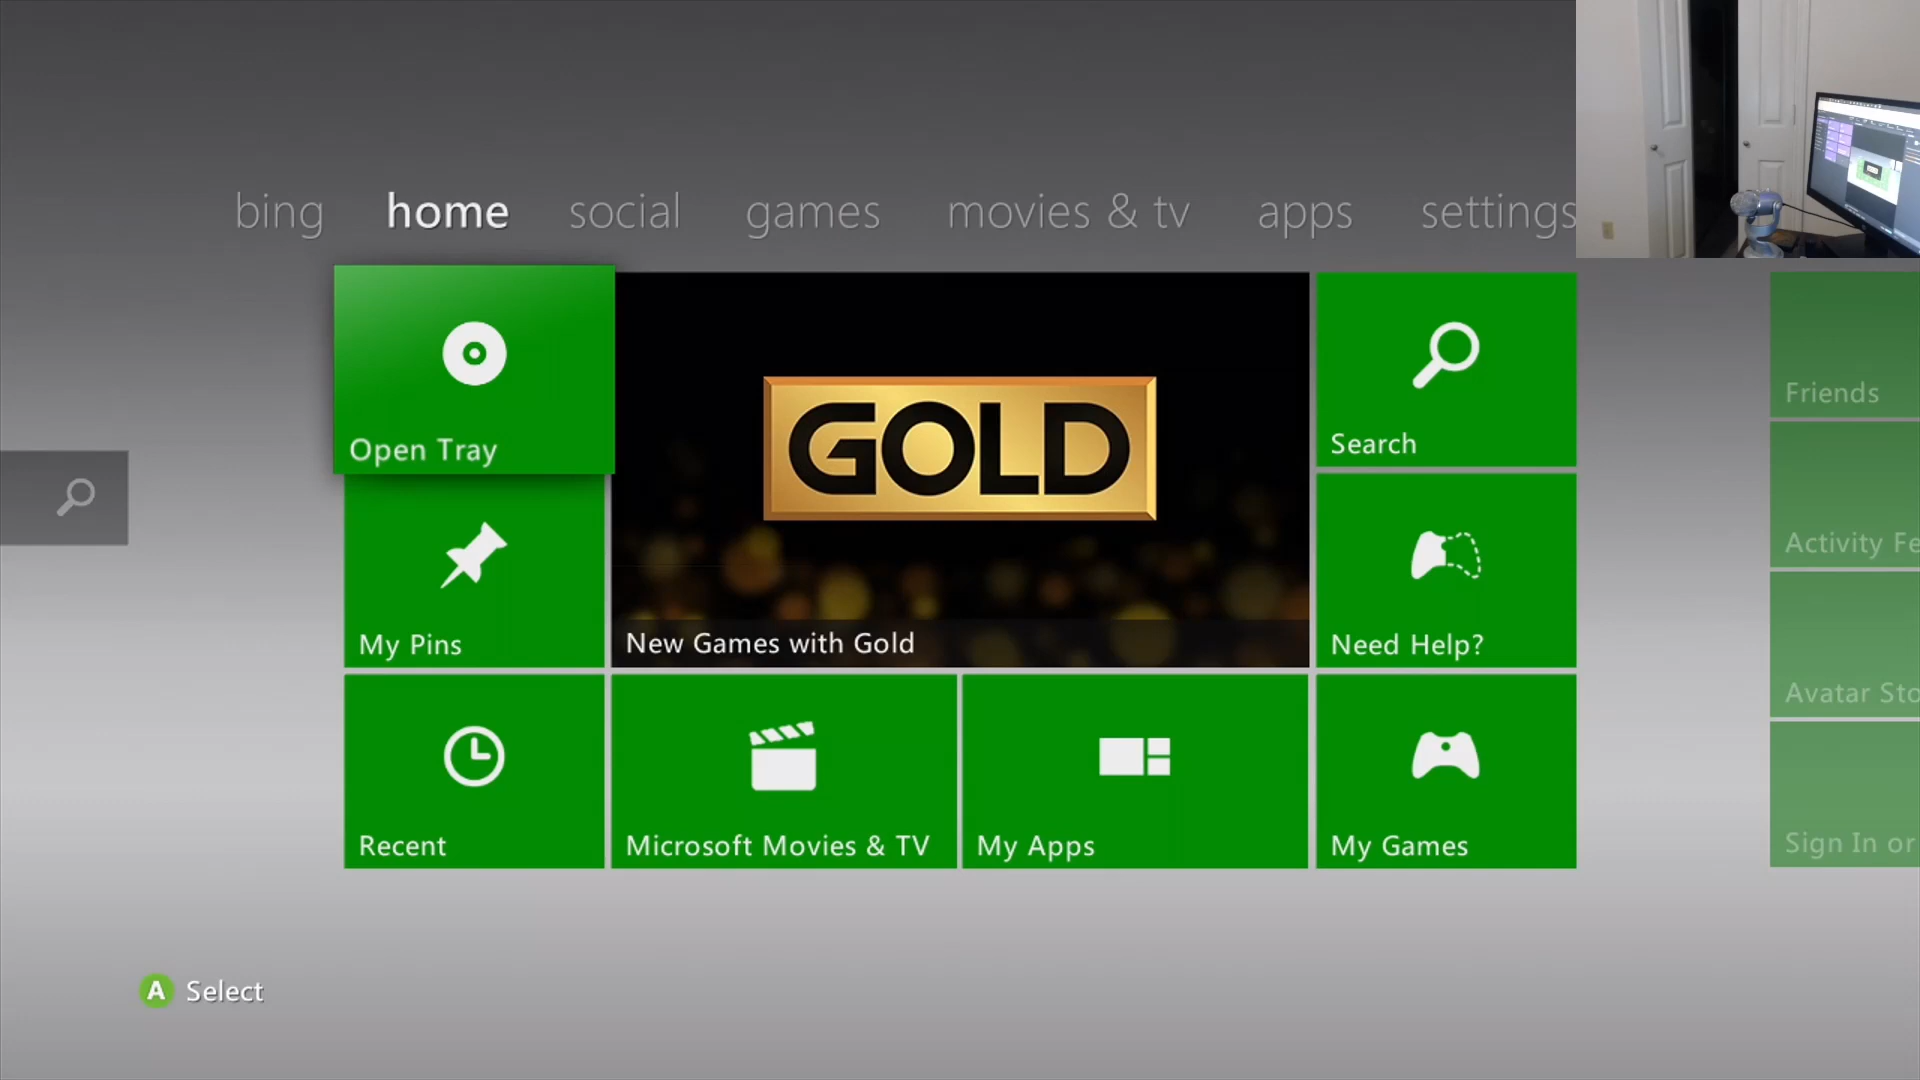 bing home social games movies & tv apps settings
Open Tray
GOLD
New Games with Gold
Search
Friends
My Pins
Need Help?
Activity Fe
Recent
Microsoft Movies & TV
My Apps
My Games
Avatar Sto
Sign In or
A Select